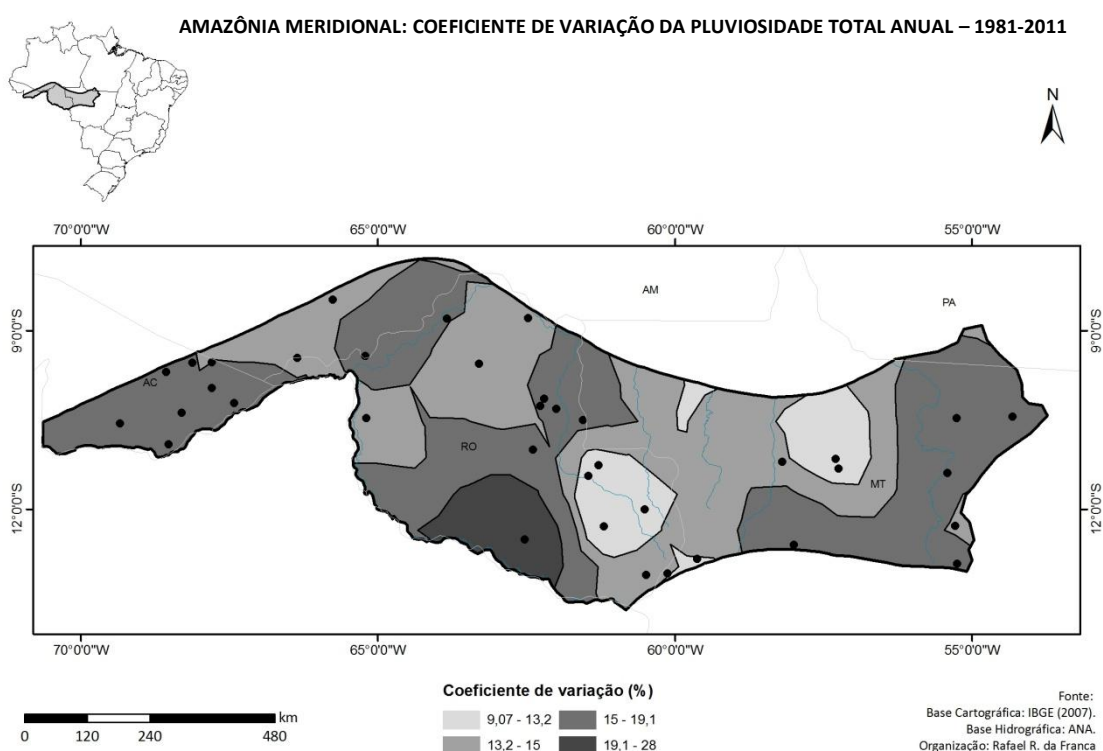 AMAZÔNIA MERIDIONAL: COEFICIENTE DE VARIAÇÃO DA PLUVIOSIDADE TOTAL ANUAL – 1981-2011
N
70°0'0"W 65°0'0"W 60°0'0"W 55°0'0"W
AM
PA
9°0'0"S
9°0'0"S
AC
RO
MT
12°0'0"S
12°0'0"S
70°0'0"W 65°0'0"W 60°0'0"W 55°0'0"W
km
0 120 240 480
Coeficiente de variação (%)
9,07 - 13,2 15 - 19,1
13,2 - 15 19,1 - 28
Fonte:
Base Cartográfica: IBGE (2007).
Base Hidrográfica: ANA.
Organização: Rafael R. da Franca